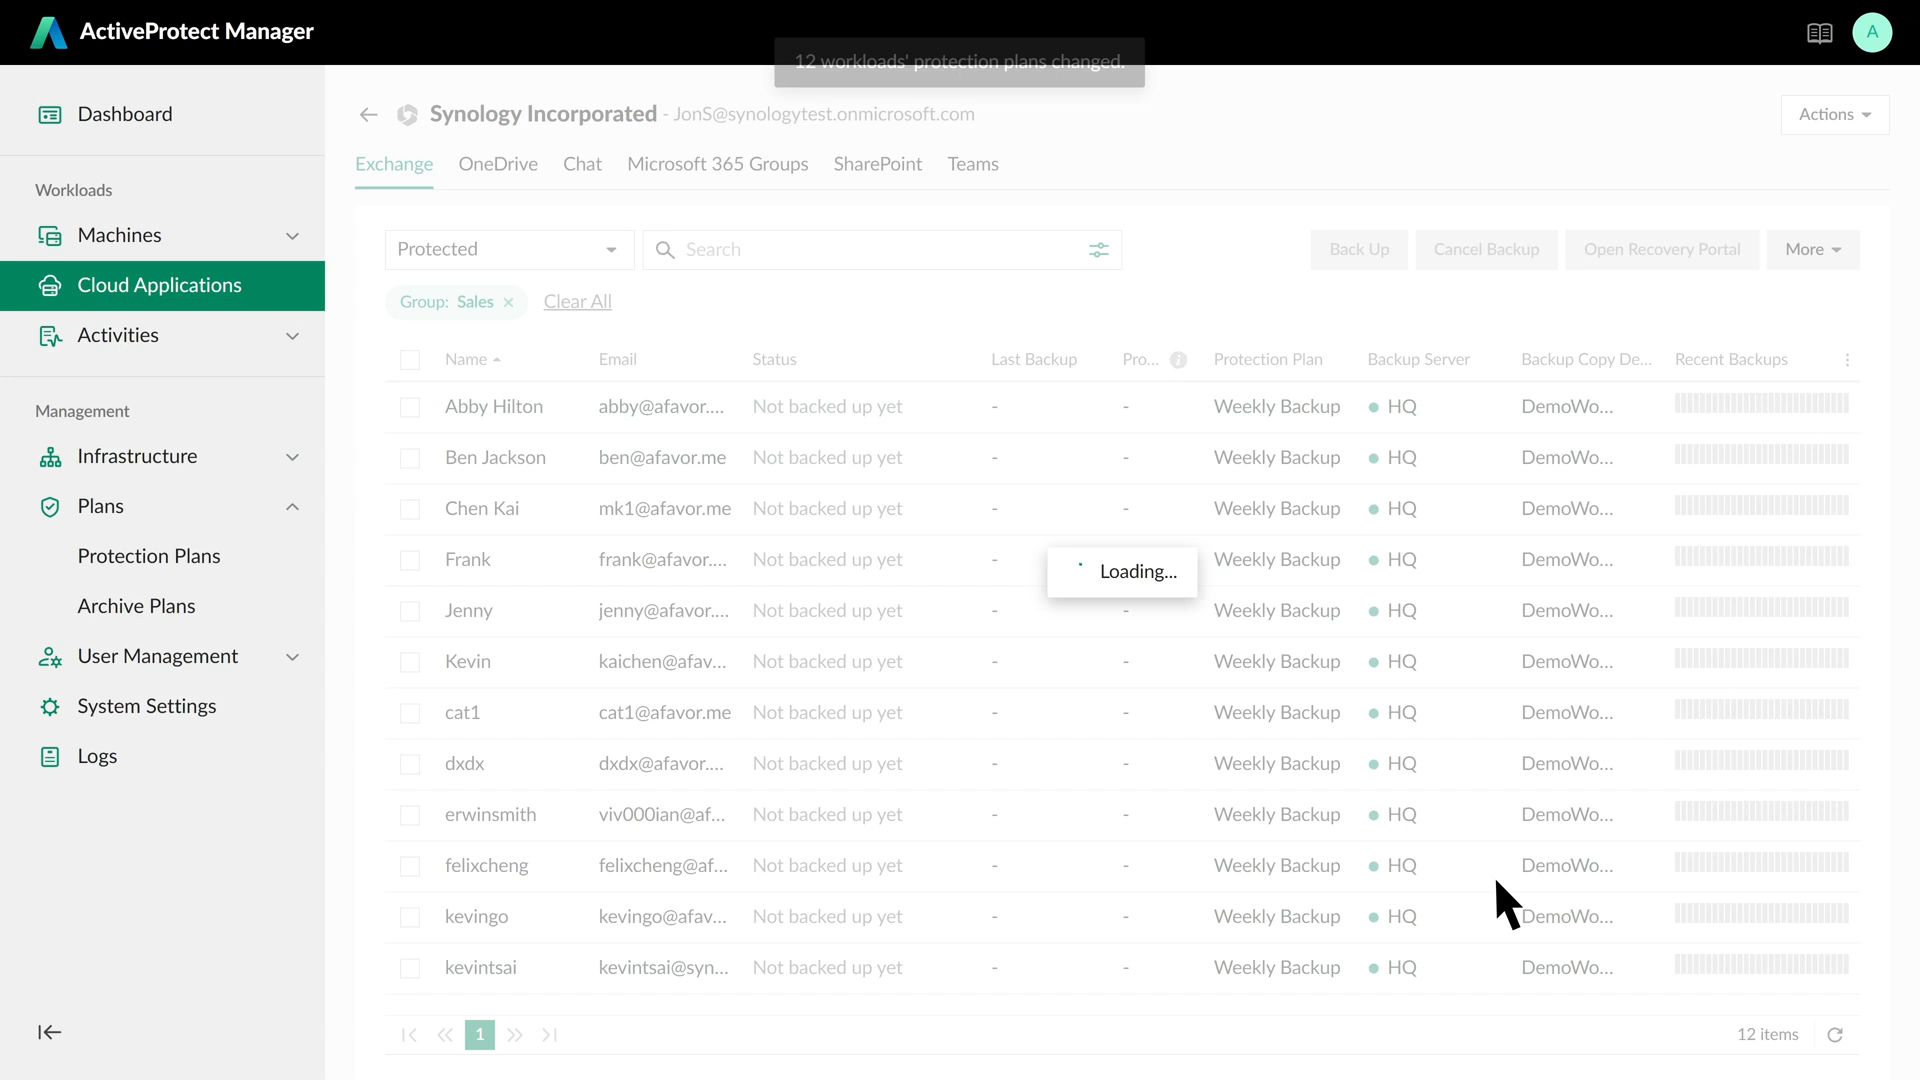 ActiveProtect Manager
A
12 workloads' protection plans changed.
Dashboard
Workloads
Machines
Cloud Applications
Activities
Management
Infrastructure
Plans
Protection Plans
Archive Plans
User Management
System Settings
Logs
Synology Incorporated - JonS@synologytest.onmicrosoft.com
Actions
Exchange OneDrive Chat Microsoft 365 Groups SharePoint Teams
Protected Search Back Up Cancel Backup Open Recovery Portal More
Group: Sales × Clear All
Name Email Status Last Backup Pro... Protection Plan Backup Server Backup Copy De... Recent Backups
Abby Hilton abby@afavor.... Not backed up yet - - Weekly Backup HQ DemoWo...
Ben Jackson ben@afavor.me Not backed up yet - - Weekly Backup HQ DemoWo...
Chen Kai mk1@afavor.me Not backed up yet - - Weekly Backup HQ DemoWo...
Frank frank@afavor.... Not backed up yet - Weekly Backup HQ DemoWo...
Loading...
Jenny jenny@afavor.... Not backed up yet - - Weekly Backup HQ DemoWo...
Kevin kaichen@afav... Not backed up yet - - Weekly Backup HQ DemoWo...
cat1 cat1@afavor.me Not backed up yet - - Weekly Backup HQ DemoWo...
dxdx dxdx@afavor.... Not backed up yet - - Weekly Backup HQ DemoWo...
erwinsmith viv000ian@af... Not backed up yet - - Weekly Backup HQ DemoWo...
felixcheng felixcheng@af... Not backed up yet - - Weekly Backup HQ DemoWo...
kevingo kevingo@afav... Not backed up yet - - Weekly Backup HQ DemoWo...
kevintsai kevintsai@syn... Not backed up yet - - Weekly Backup HQ DemoWo...
1 12 items